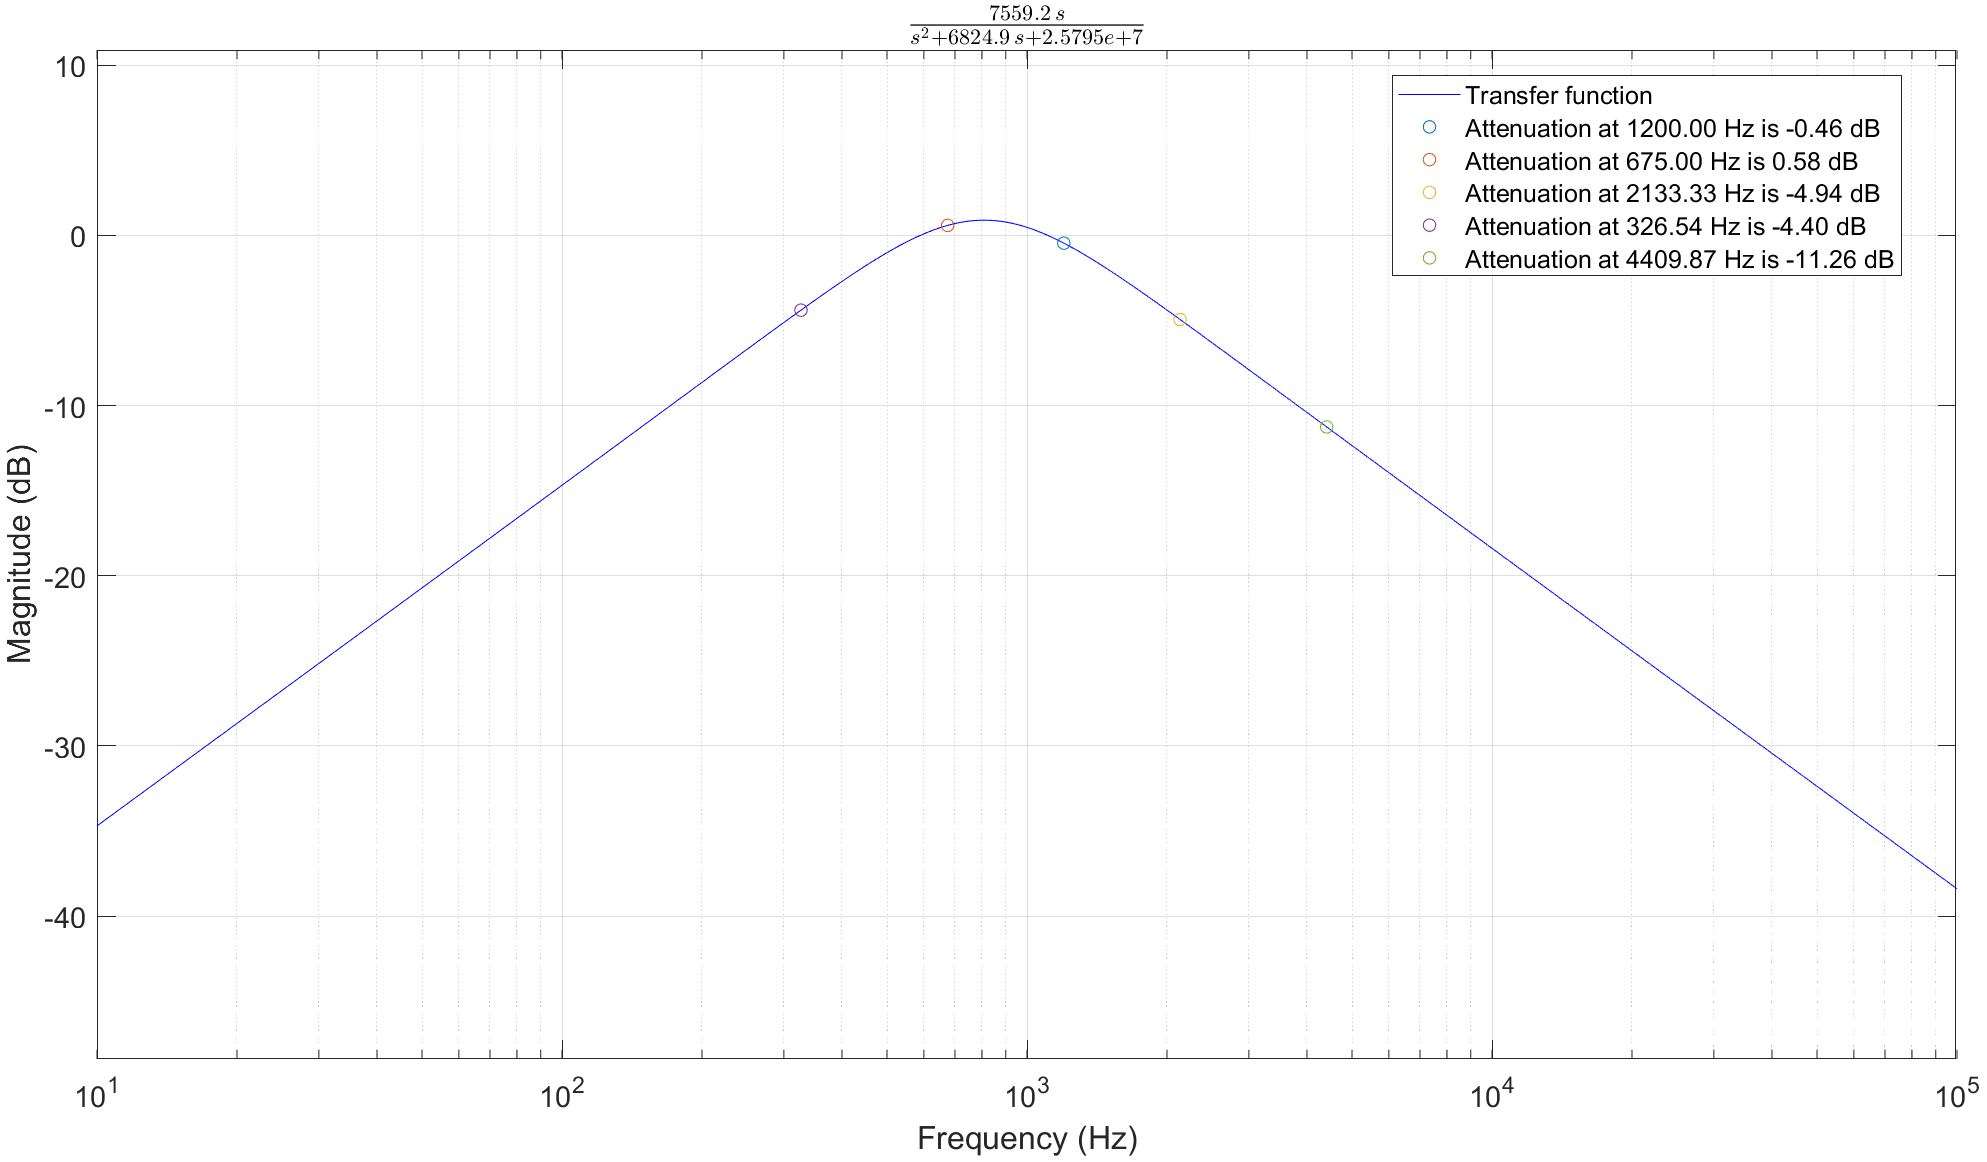 7559.2 s
s²+6824.9 s+2.5795e+7
10
0
-10
-20
-30
-40
Magnitude (dB)
Transfer function
Attenuation at 1200.00 Hz is -0.46 dB
Attenuation at 675.00 Hz is 0.58 dB
Attenuation at 2133.33 Hz is -4.94 dB
Attenuation at 326.54 Hz is -4.40 dB
Attenuation at 4409.87 Hz is -11.26 dB
10¹ 10² 10³ 10⁴ 10⁵
Frequency (Hz)